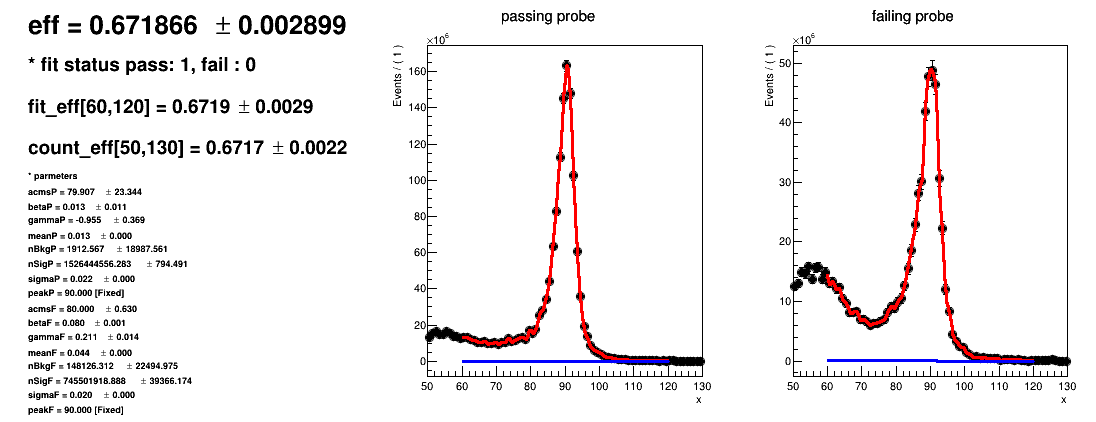 eff = 0.671866 ± 0.002899
* fit status pass: 1, fail : 0
fit_eff[60,120] = 0.6719 ± 0.0029
count_eff[50,130] = 0.6717 ± 0.0022
* parmeters
acmsP = 79.907 ± 23.344
betaP = 0.013 ± 0.011
gammaP = -0.955 ± 0.369
meanP = 0.013 ± 0.000
nBkgP = 1912.567 ± 18987.561
nSigP = 1526444556.283 ± 794.491
sigmaP = 0.022 ± 0.000
peakP = 90.000 [Fixed]
acmsF = 80.000 ± 0.630
betaF = 0.080 ± 0.001
gammaF = 0.211 ± 0.014
meanF = 0.044 ± 0.000
nBkgF = 148126.312 ± 22494.975
nSigF = 745501918.888 ± 39366.174
sigmaF = 0.020 ± 0.000
peakF = 90.000 [Fixed]
passing probe
×10⁶
Events / ( 1 )
160
140
120
100
80
60
40
20
0
50 60 70 80 90 100 110 120 130
x
failing probe
×10⁶
Events / ( 1 )
50
40
30
20
10
0
50 60 70 80 90 100 110 120 130
x